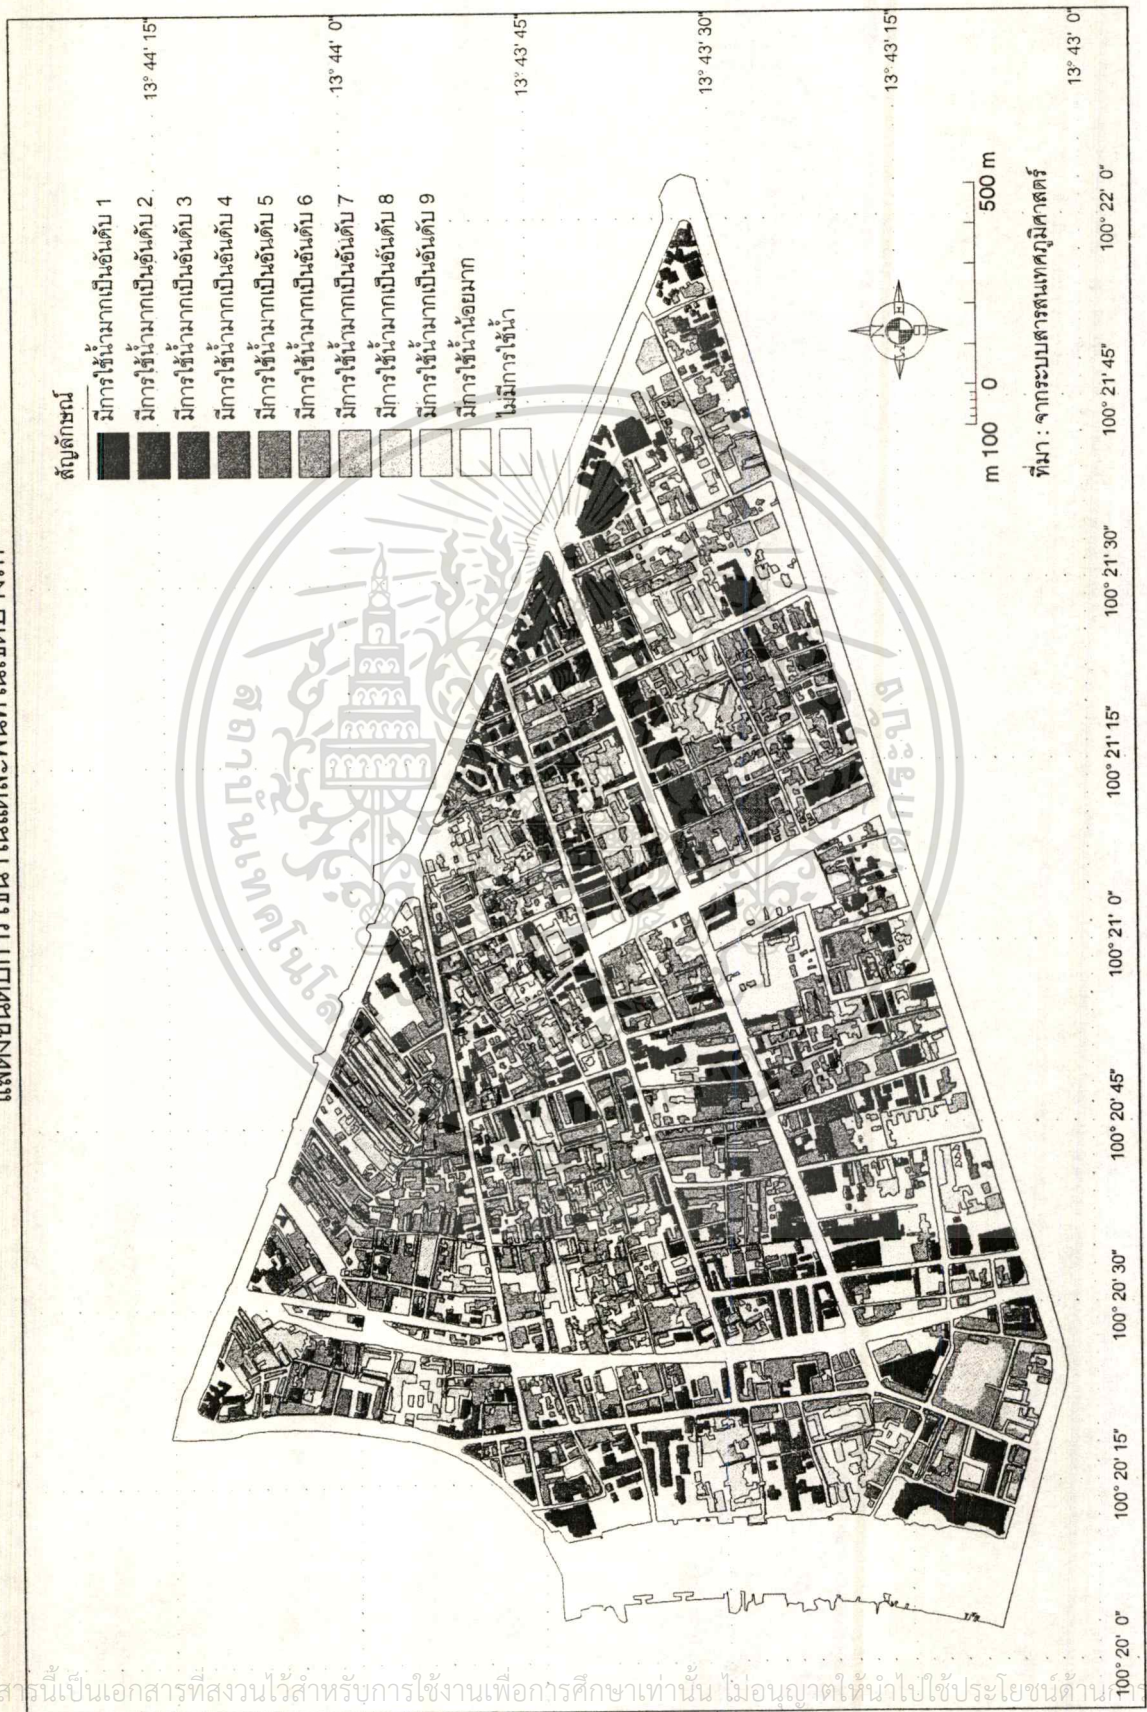 สัญลักษณ์
มีการใช้น้ำมากเป็นอันดับ 1
มีการใช้น้ำมากเป็นอันดับ 2
มีการใช้น้ำมากเป็นอันดับ 3
มีการใช้น้ำมากเป็นอันดับ 4
มีการใช้น้ำมากเป็นอันดับ 5
มีการใช้น้ำมากเป็นอันดับ 6
มีการใช้น้ำมากเป็นอันดับ 7
มีการใช้น้ำมากเป็นอันดับ 8
มีการใช้น้ำมากเป็นอันดับ 9
มีการใช้น้ำน้อยมาก
ไม่มีการใช้น้ำ
13° 44' 15"
13° 44' 0"
13° 43' 45"
13° 43' 30"
13° 43' 15"
13° 43' 0"
N
m 100 0 500 m
ที่มา : จากระบบสารสนเทศภูมิศาสตร์
100° 20' 0"
100° 20' 15"
100° 20' 30"
100° 20' 45"
100° 21' 0"
100° 21' 15"
100° 21' 30"
100° 21' 45"
100° 22' 0"
สถาบันเทคโนโล
สารนี้เป็นเอกสารที่สงวนไว้สำหรับการใช้งานเพื่อการศึกษาเท่านั้น ไม่อนุญาตให้นำไปใช้ประโยชน์ด้านการ